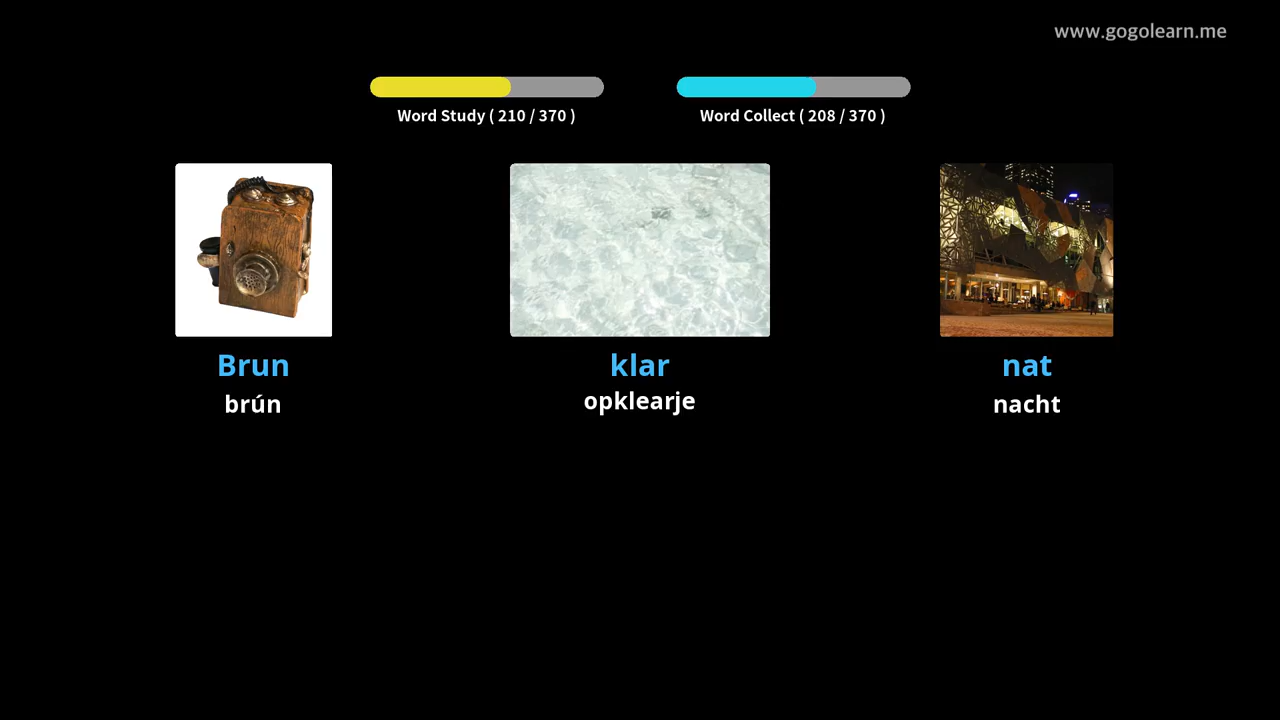 www.gogolearn.me
Word Study ( 210 / 370 )
Word Collect ( 208 / 370 )
Brun
brún
klar
opklearje
nat
nacht